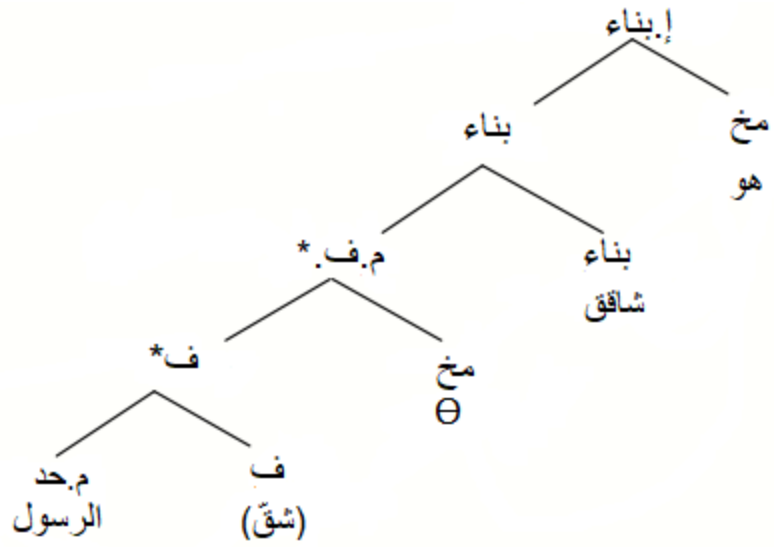 إ.بناء
بناء
مخ
هو
م.ف.*
بناء
شاقق
ف*
مخ
Ɵ
م.حد
ف
الرسول
(شقّ)